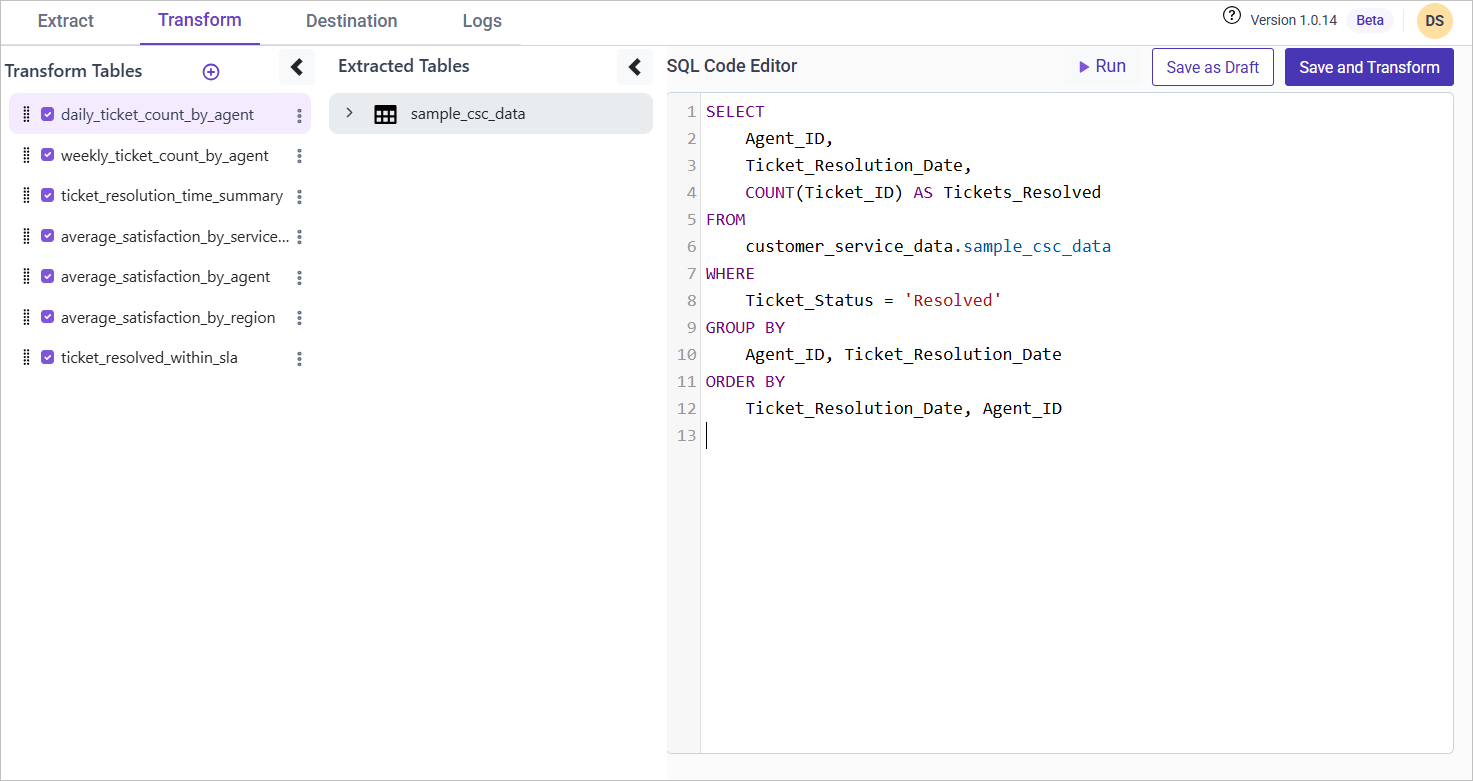 Extract Transform Destination Logs Version 1.0.14 Beta DS
Transform Tables
daily_ticket_count_by_agent
weekly_ticket_count_by_agent
ticket_resolution_time_summary
average_satisfaction_by_service...
average_satisfaction_by_agent
average_satisfaction_by_region
ticket_resolved_within_sla
Extracted Tables
sample_csc_data
SQL Code Editor Run Save as Draft Save and Transform
1 SELECT
2     Agent_ID,
3     Ticket_Resolution_Date,
4     COUNT(Ticket_ID) AS Tickets_Resolved
5 FROM
6     customer_service_data.sample_csc_data
7 WHERE
8     Ticket_Status = 'Resolved'
9 GROUP BY
10     Agent_ID, Ticket_Resolution_Date
11 ORDER BY
12     Ticket_Resolution_Date, Agent_ID
13